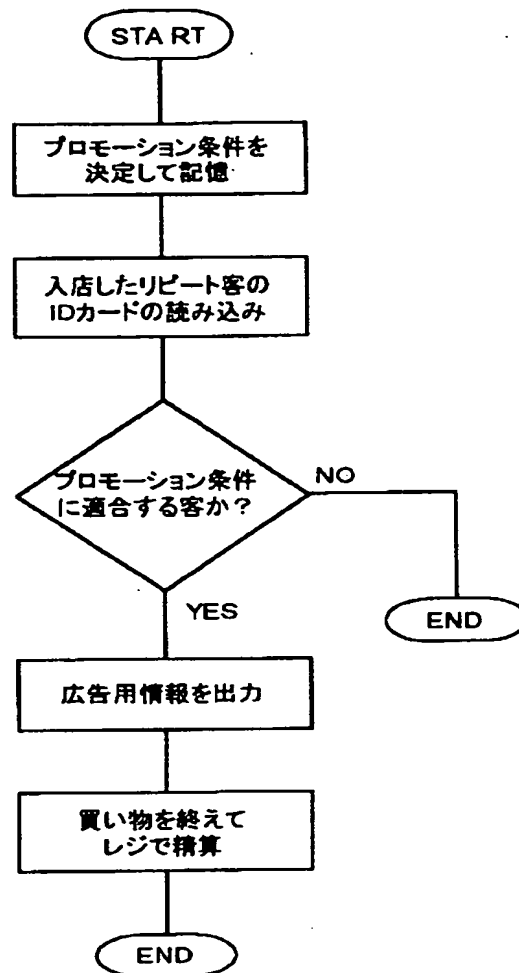 START
プロモーション条件を
決定して記憶
入店したリピート客の
IDカードの読み込み
プロモーション条件
に適合する客か?
NO
YES
END
広告用情報を出力
買い物を終えて
レジで精算
END